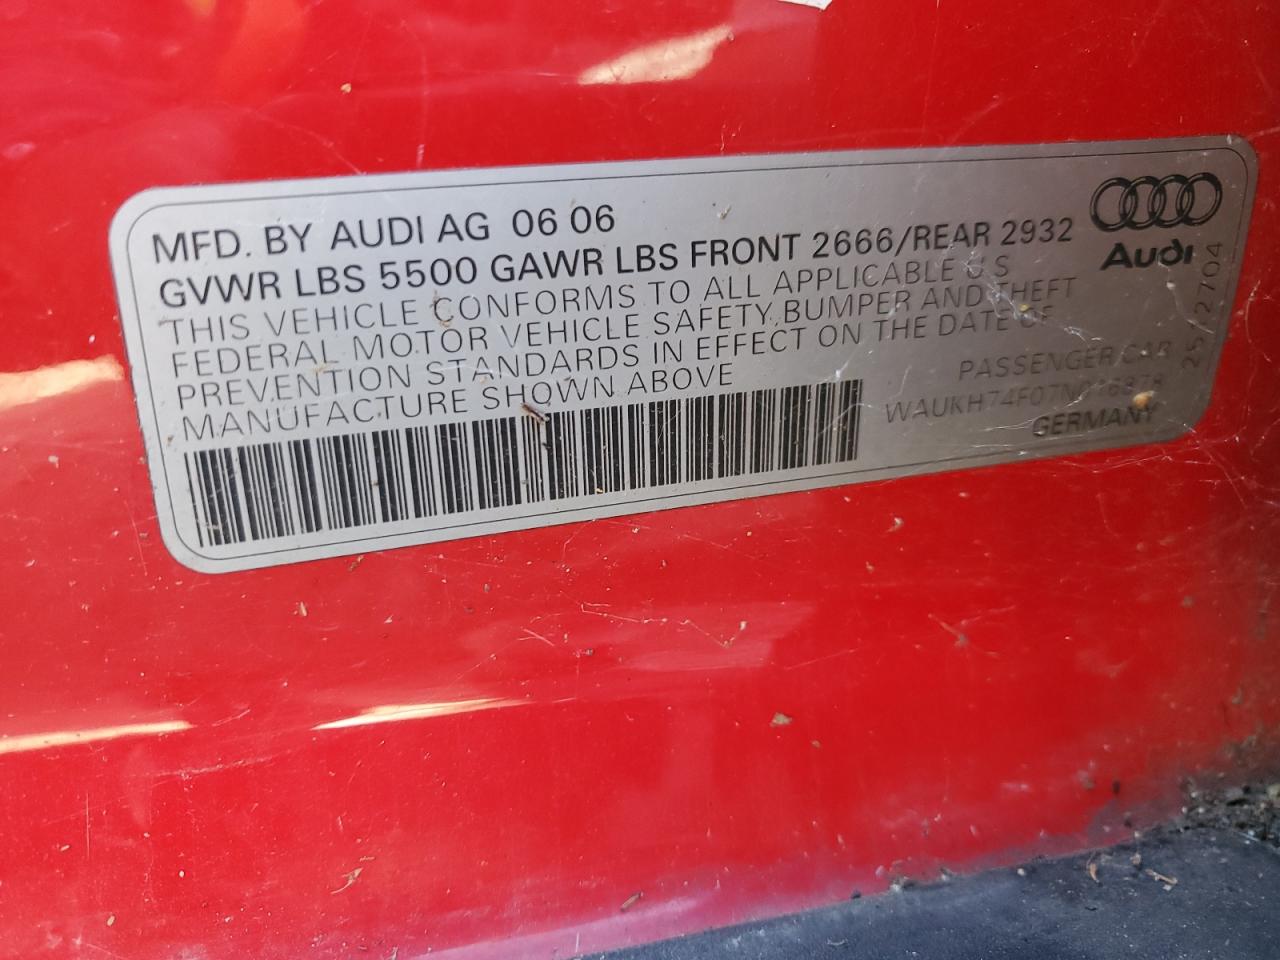 MFD. BY AUDI AG 06 06
GVWR LBS 5500 GAWR LBS FRONT 2666/REAR 2932
THIS VEHICLE CONFORMS TO ALL APPLICABLE U S
FEDERAL MOTOR VEHICLE SAFETY,BUMPER AND THEFT
PREVENTION STANDARDS IN EFFECT ON THE DATE OF
MANUFACTURE SHOWN ABOVE
Audi
PASSENGER CAR
GERMANY
25/2704